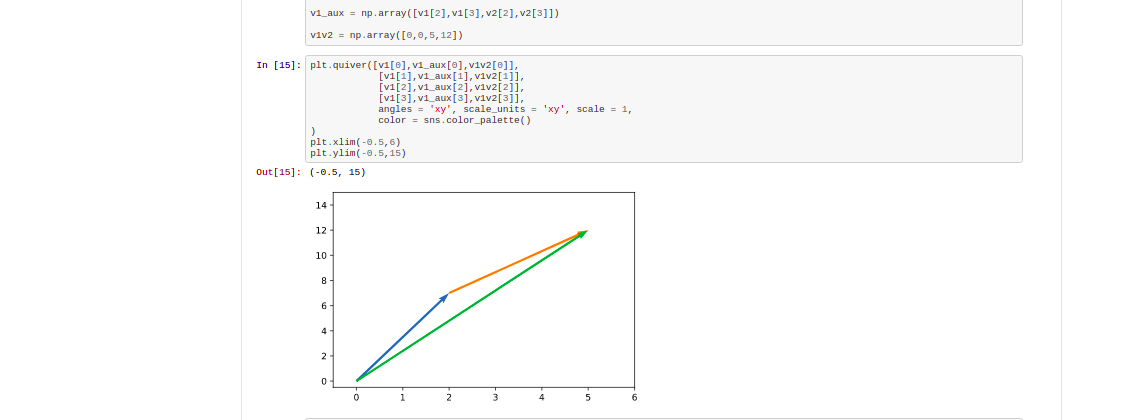 v1_aux = np.array([v1[2],v1[3],v2[2],v2[3]])
v1v2 = np.array([0,0,5,12])
In [15]: plt.quiver([v1[0],v1_aux[0],v1v2[0]],
[v1[1],v1_aux[1],v1v2[1]],
[v1[2],v1_aux[2],v1v2[2]],
[v1[3],v1_aux[3],v1v2[3]],
angles = 'xy', scale_units = 'xy', scale = 1,
color = sns.color_palette()
)
plt.xlim(-0.5,6)
plt.ylim(-0.5,15)
Out[15]: (-0.5, 15)
14
12
10
8
6
4
2
0
0 1 2 3 4 5 6